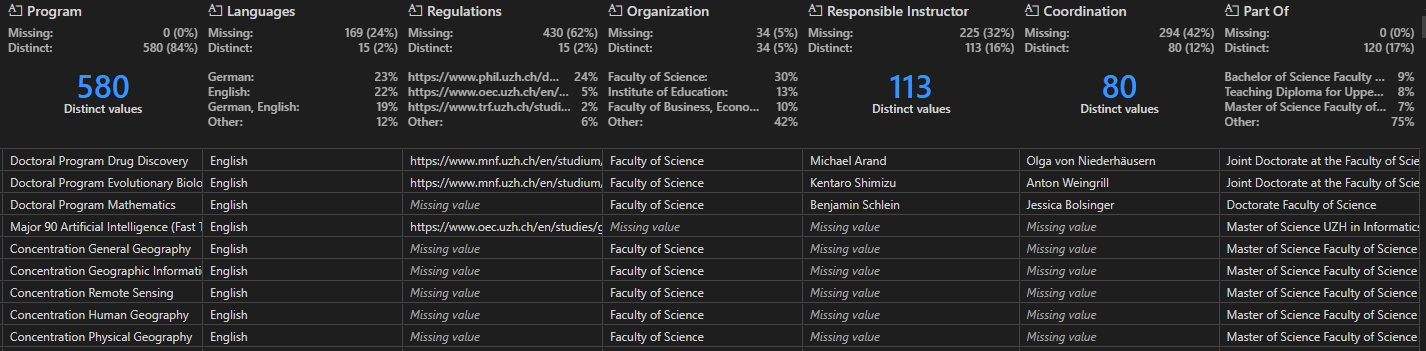 Program Languages Regulations Organization Responsible Instructor Coordination Part Of
Missing: 0 (0%) Missing: 169 (24%) Missing: 430 (62%) Missing: 34 (5%) Missing: 225 (32%) Missing: 294 (42%) Missing: 0 (0%)
Distinct: 580 (84%) Distinct: 15 (2%) Distinct: 15 (2%) Distinct: 34 (5%) Distinct: 113 (16%) Distinct: 80 (12%) Distinct: 120 (17%)
580
Distinct values
German: 23%
English: 22%
German, English: 19%
Other: 12%
https://www.phil.uzh.ch/d... 24%
https://www.oec.uzh.ch/en/... 5%
https://www.trf.uzh.ch/studi... 2%
Other: 6%
Faculty of Science: 30%
Institute of Education: 13%
Faculty of Business, Econo... 10%
Other: 42%
113
Distinct values
80
Distinct values
Bachelor of Science Faculty ... 9%
Teaching Diploma for Uppe... 8%
Master of Science Faculty of... 7%
Other: 75%
Doctoral Program Drug Discovery English https://www.mnf.uzh.ch/en/studium/ Faculty of Science Michael Arand Olga von Niederhäusern Joint Doctorate at the Faculty of Scie
Doctoral Program Evolutionary Biolo English https://www.mnf.uzh.ch/en/studium/ Faculty of Science Kentaro Shimizu Anton Weingrill Joint Doctorate at the Faculty of Scie
Doctoral Program Mathematics English Missing value Faculty of Science Benjamin Schlein Jessica Bolsinger Doctorate Faculty of Science
Major 90 Artificial Intelligence (Fast T English https://www.oec.uzh.ch/en/studies/g Missing value Missing value Missing value Master of Science UZH in Informatics
Concentration General Geography English Missing value Faculty of Science Missing value Missing value Master of Science Faculty of Science
Concentration Geographic Informati English Missing value Faculty of Science Missing value Missing value Master of Science Faculty of Science
Concentration Remote Sensing English Missing value Faculty of Science Missing value Missing value Master of Science Faculty of Science
Concentration Human Geography English Missing value Faculty of Science Missing value Missing value Master of Science Faculty of Science
Concentration Physical Geography English Missing value Faculty of Science Missing value Missing value Master of Science Faculty of Science